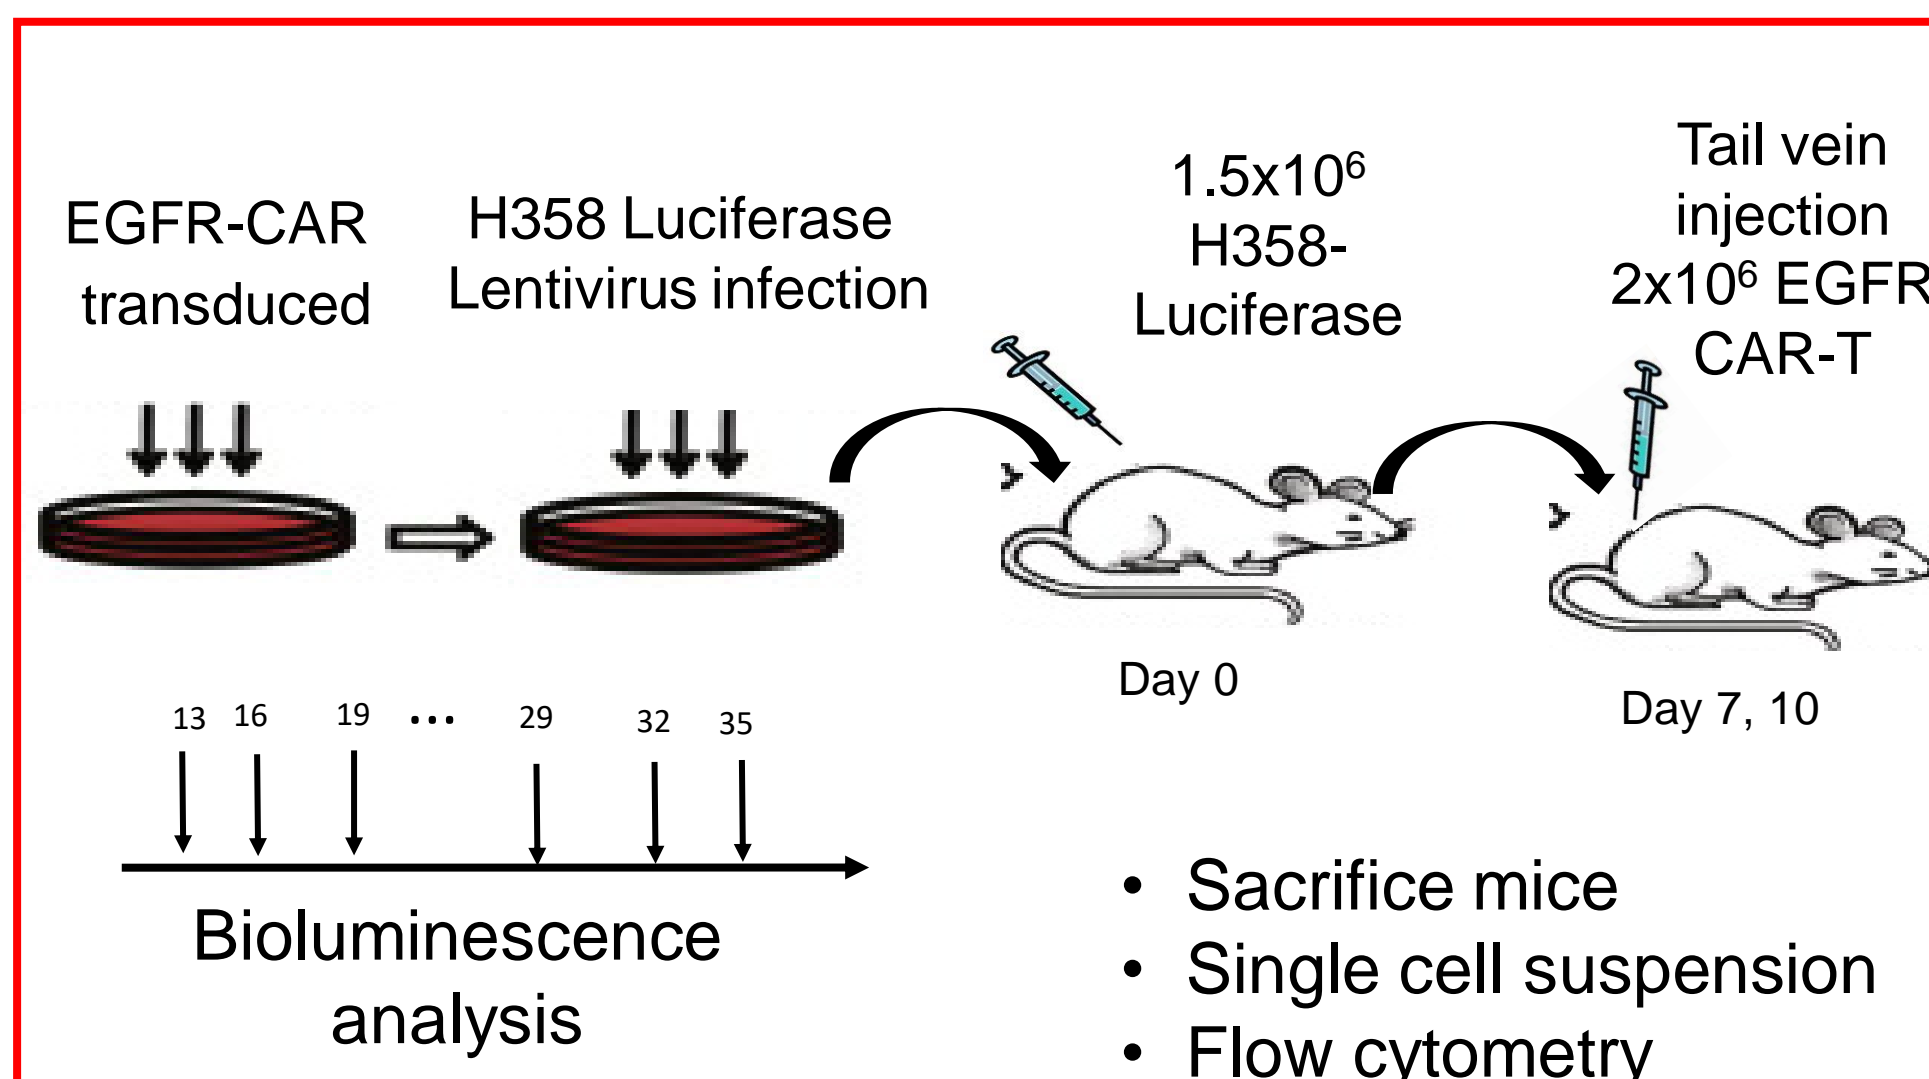 EGFR-CAR
transduced
H358 Luciferase
Lentivirus infection
1.5x10⁶
H358-
Luciferase
Tail vein
injection
2x10⁶ EGFR
CAR-T
Day 0
Day 7, 10
13 16 19 ... 29 32 35
Bioluminescence
analysis
• Sacrifice mice
• Single cell suspension
• Flow cytometry